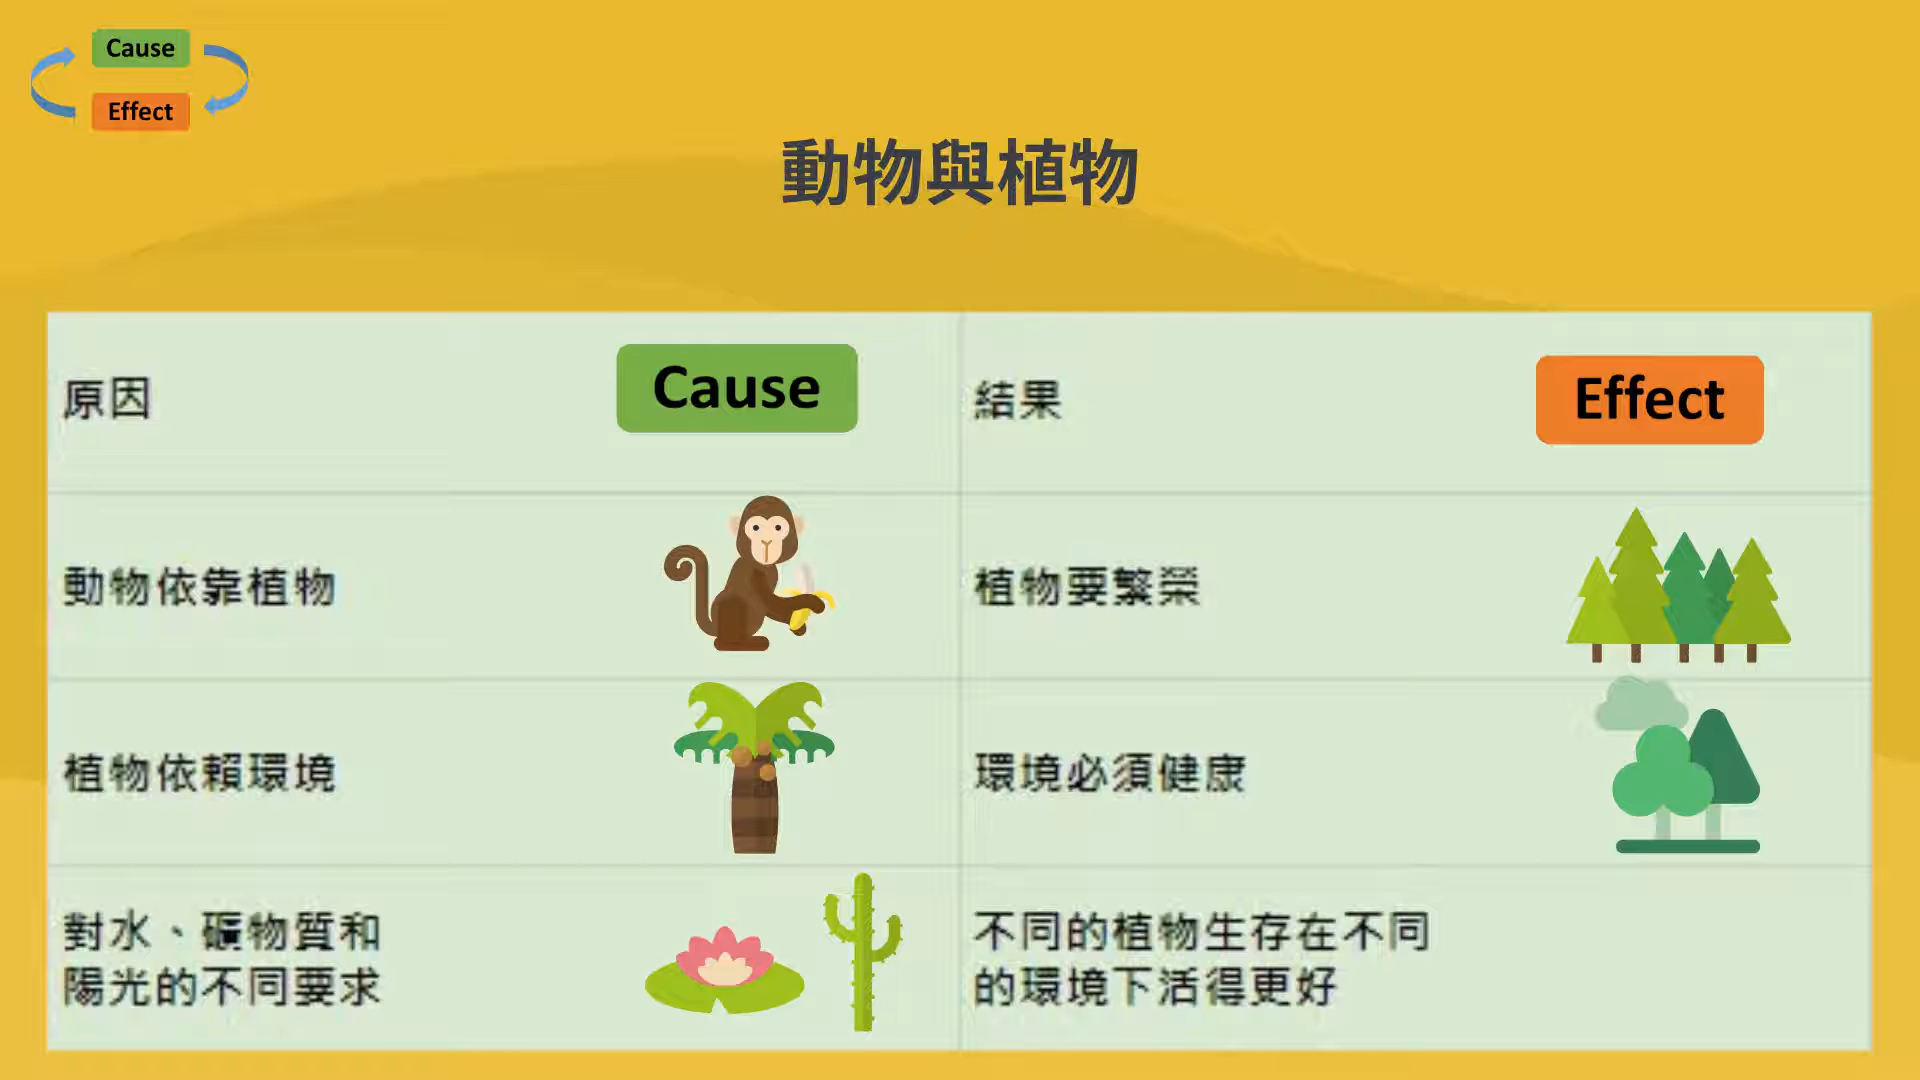 Cause
Effect
動物與植物
原因
Cause
結果
Effect
動物依靠植物
植物要繁榮
植物依賴環境
環境必須健康
對水、礦物質和
陽光的不同要求
不同的植物生存在不同
的環境下活得更好